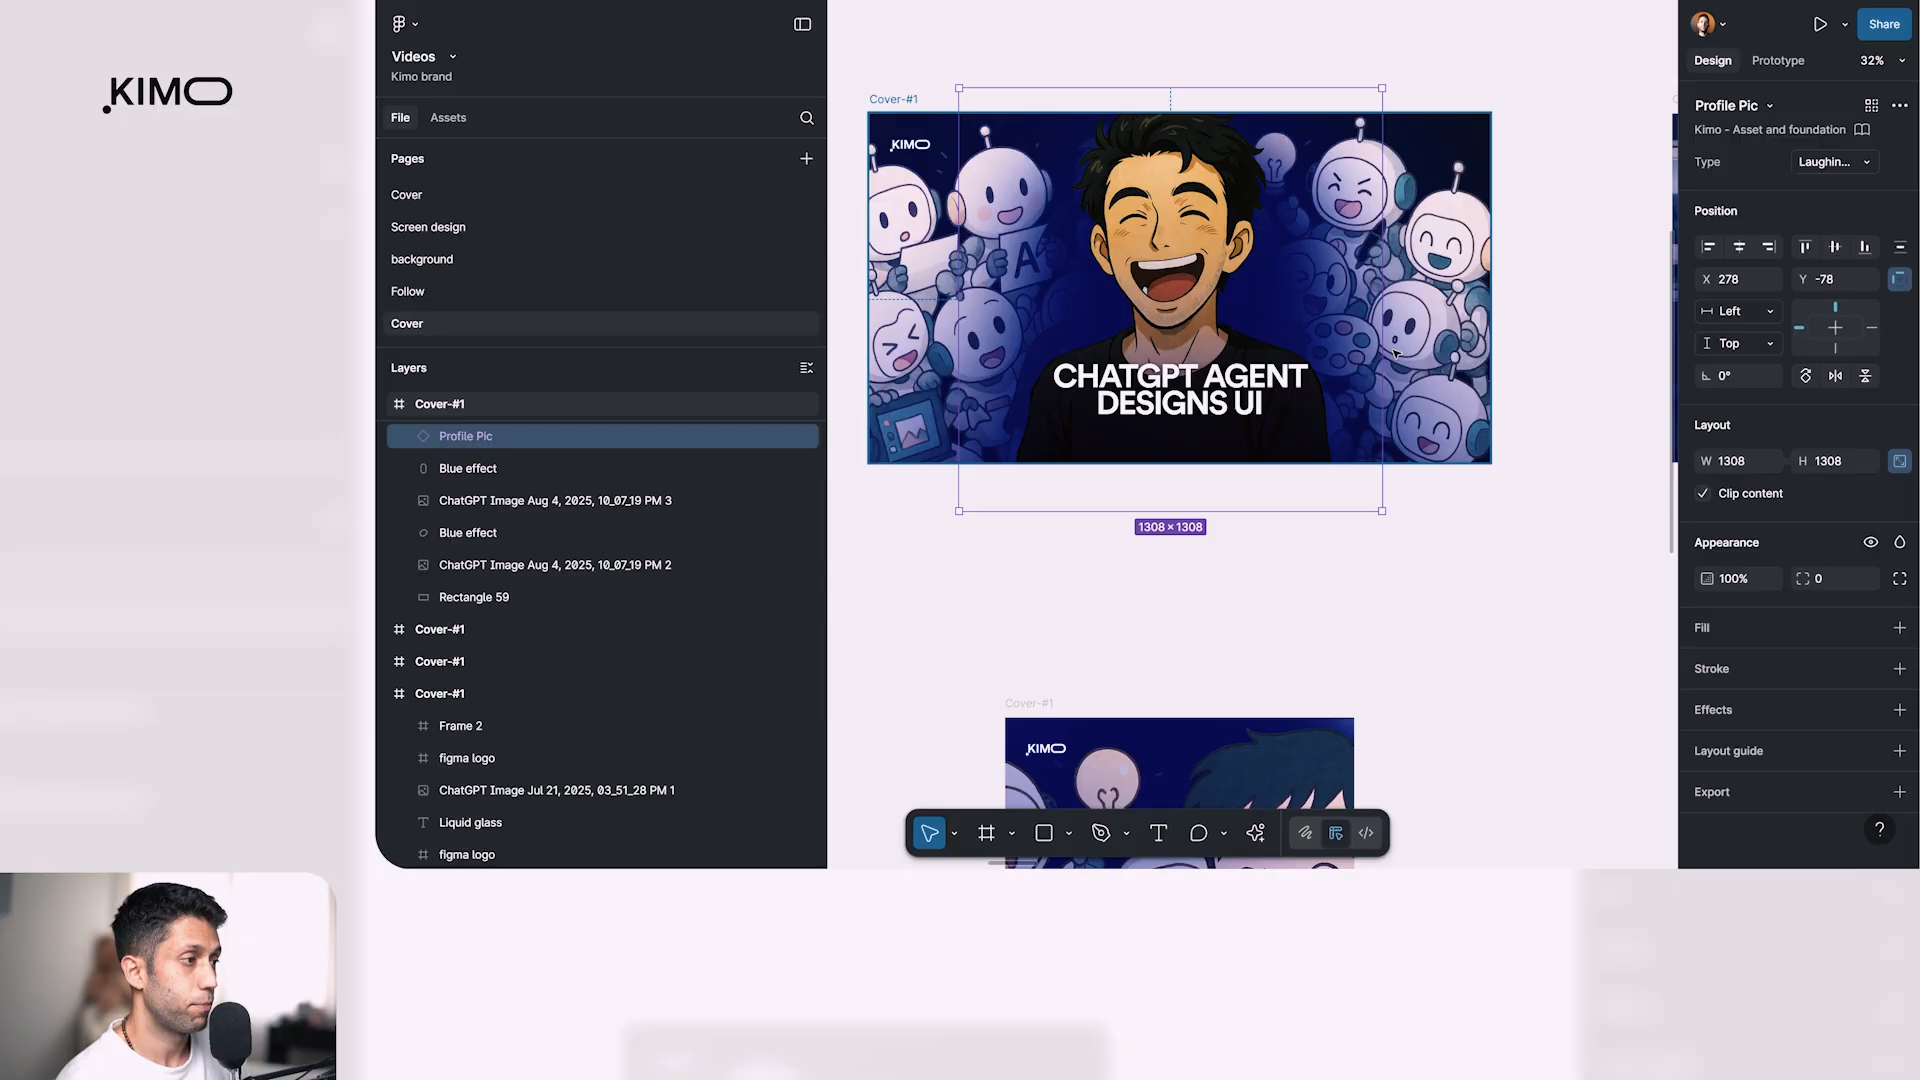 KIMO
Videos
Kimo brand
File
Assets
Pages
Cover
Screen design
background
Follow
Cover
Layers
Cover-#1
Profile Pic
Blue effect
ChatGPT Image Aug 4, 2025, 10_07_19 PM 3
Blue effect
ChatGPT Image Aug 4, 2025, 10_07_19 PM 2
Rectangle 59
Cover-#1
Cover-#1
Cover-#1
Frame 2
figma logo
ChatGPT Image Jul 21, 2025, 03_51_28 PM 1
Liquid glass
figma logo
Cover-#1
KIMO
A
CHATGPT AGENT
DESIGNS UI
1308 × 1308
Cover-#1
KIMO
Share
Design
Prototype
32%
Profile Pic
Kimo - Asset and foundation
Type
Laughin...
Position
X 278
Y -78
Left
Top
0°
Layout
W 1308
H 1308
Clip content
Appearance
100%
0
Fill
Stroke
Effects
Layout guide
Export
?